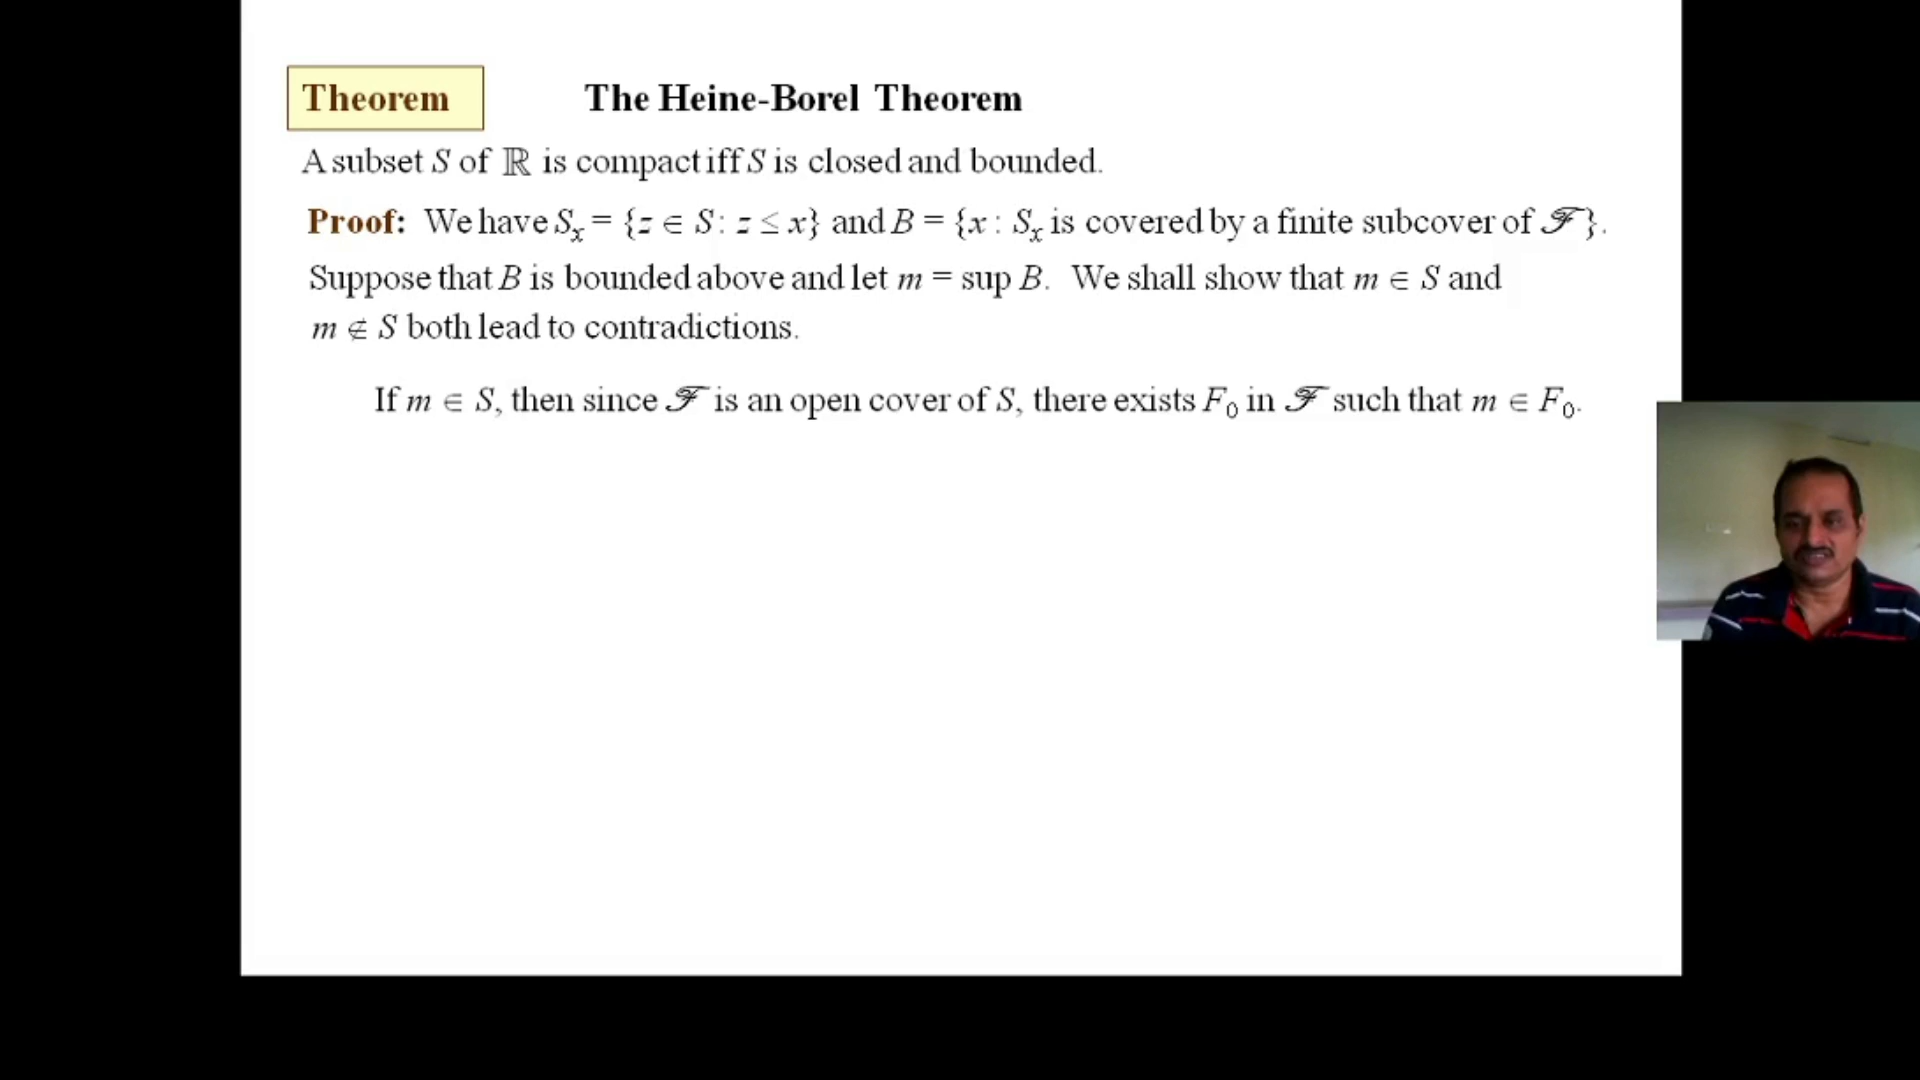 Theorem
The Heine-Borel Theorem
A subset S of ℝ is compact iff S is closed and bounded.
Proof: We have Sₓ = {z ∈ S : z ≤ x} and B = {x : Sₓ is covered by a finite subcover of ℱ}.
Suppose that B is bounded above and let m = sup B. We shall show that m ∈ S and
m ∉ S both lead to contradictions.
If m ∈ S, then since ℱ is an open cover of S, there exists F₀ in ℱ such that m ∈ F₀.